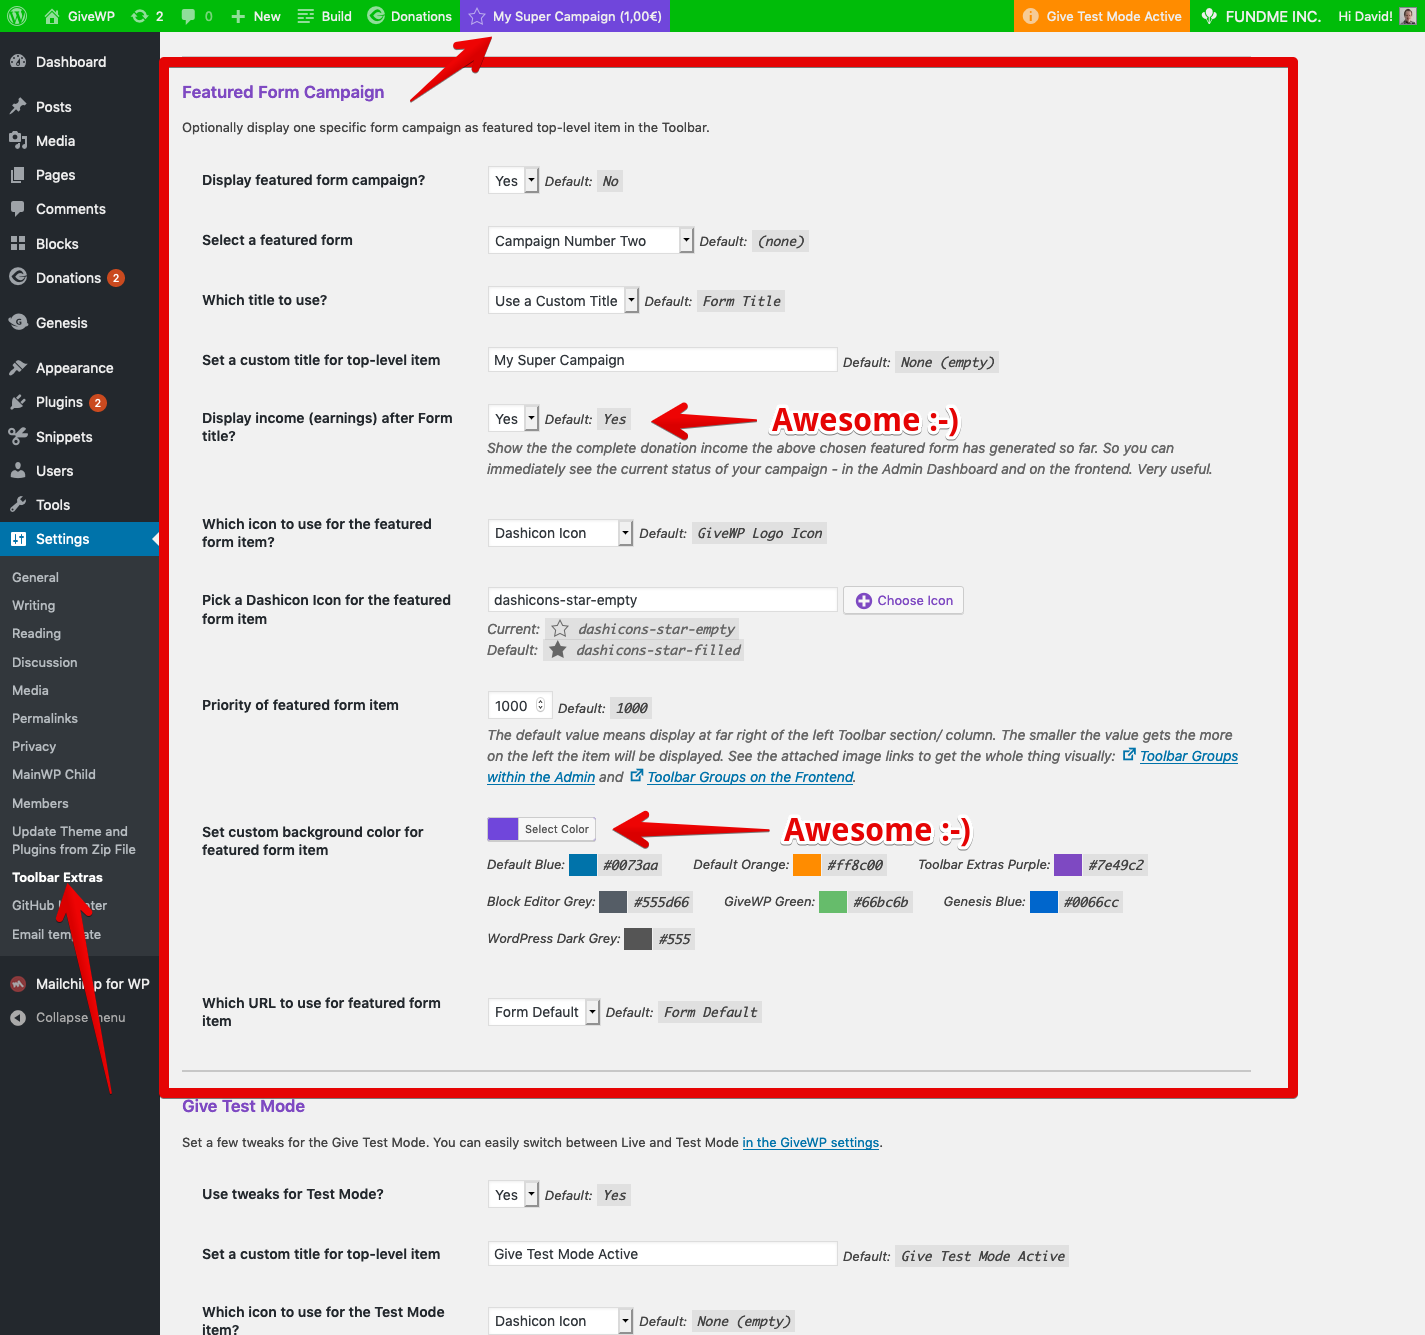 GiveWP 2 0 New Build Donations My Super Campaign (1,00€) Give Test Mode Active FUNDME INC. Hi David!
Dashboard
Posts
Media
Pages
Comments
Blocks
Donations 2
Genesis
Appearance
Plugins 2
Snippets
Users
Tools
Settings
General
Writing
Reading
Discussion
Media
Permalinks
Privacy
MainWP Child
Members
Update Theme and
Plugins from Zip File
Toolbar Extras
GitHub
Email template
Mailchimp for WP
Collapse menu
Featured Form Campaign
Optionally display one specific form campaign as featured top-level item in the Toolbar.
Display featured form campaign? Yes Default: No
Select a featured form Campaign Number Two Default: (none)
Which title to use? Use a Custom Title Default: Form Title
Set a custom title for top-level item My Super Campaign Default: None (empty)
Display income (earnings) after Form
title?
Yes Default: Yes Awesome :-)
Show the the complete donation income the above chosen featured form has generated so far. So you can
immediately see the current status of your campaign - in the Admin Dashboard and on the frontend. Very useful.
Which icon to use for the featured
form item?
Dashicon Icon Default: GiveWP Logo Icon
Pick a Dashicon Icon for the featured
form item
dashicons-star-empty Choose Icon
Current: dashicons-star-empty
Default: dashicons-star-filled
Priority of featured form item 1000 Default: 1000
The default value means display at far right of the left Toolbar section/ column. The smaller the value gets the more
on the left the item will be displayed. See the attached image links to get the whole thing visually: Toolbar Groups
within the Admin and Toolbar Groups on the Frontend.
Set custom background color for
featured form item
Select Color Awesome :-)
Default Blue: #0073aa Default Orange: #ff8c00 Toolbar Extras Purple: #7e49c2
Block Editor Grey: #555d66 GiveWP Green: #66bc6b Genesis Blue: #0066cc
WordPress Dark Grey: #555
Which URL to use for featured form
item
Form Default Default: Form Default
Give Test Mode
Set a few tweaks for the Give Test Mode. You can easily switch between Live and Test Mode in the GiveWP settings.
Use tweaks for Test Mode? Yes Default: Yes
Set a custom title for top-level item Give Test Mode Active Default: Give Test Mode Active
Which icon to use for the Test Mode
item?
Dashicon Icon Default: None (empty)